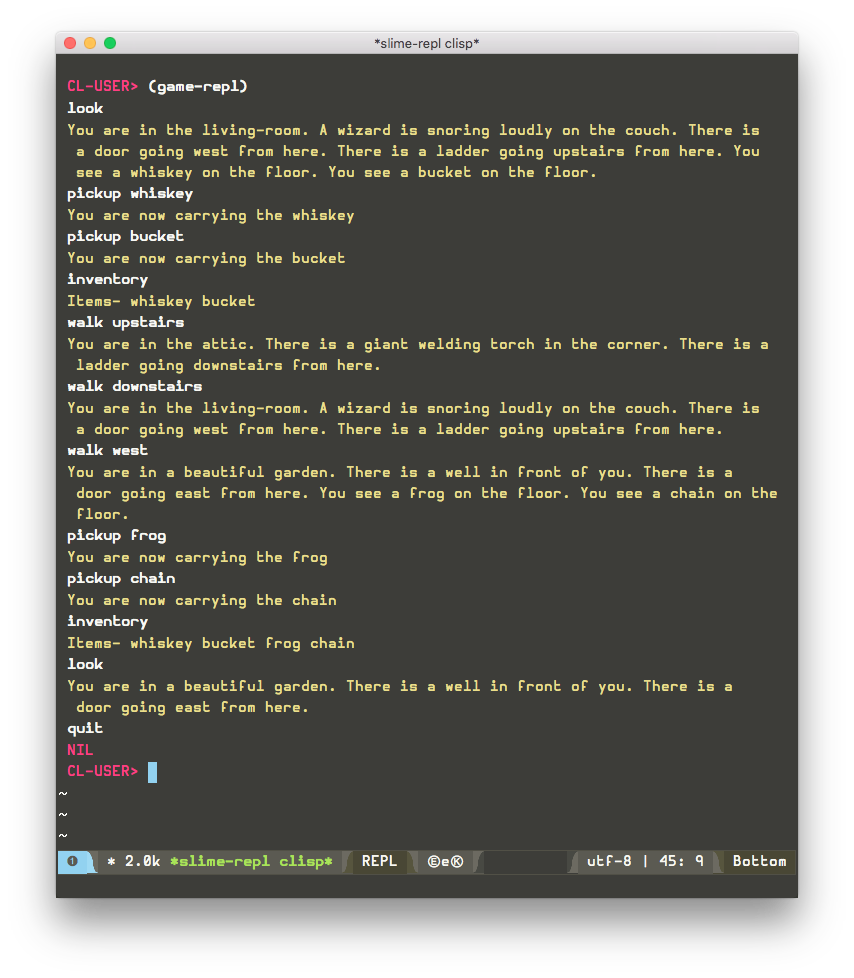 *slime-repl clisp*
CL-USER> (game-repl)
look
You are in the living-room. A wizard is snoring loudly on the couch. There is
a door going west from here. There is a ladder going upstairs from here. You
see a whiskey on the floor. You see a bucket on the floor.
pickup whiskey
You are now carrying the whiskey
pickup bucket
You are now carrying the bucket
inventory
Items- whiskey bucket
walk upstairs
You are in the attic. There is a giant welding torch in the corner. There is a
ladder going downstairs from here.
walk downstairs
You are in the living-room. A wizard is snoring loudly on the couch. There is
a door going west from here. There is a ladder going upstairs from here.
walk west
You are in a beautiful garden. There is a well in front of you. There is a
door going east from here. You see a frog on the floor. You see a chain on the
floor.
pickup frog
You are now carrying the frog
pickup chain
You are now carrying the chain
inventory
Items- whiskey bucket frog chain
look
You are in a beautiful garden. There is a well in front of you. There is a
door going east from here.
quit
NIL
CL-USER>
~
~
~
❶ * 2.0k *slime-repl clisp* REPL ⒺeⓀ utf-8 | 45: 9 Bottom